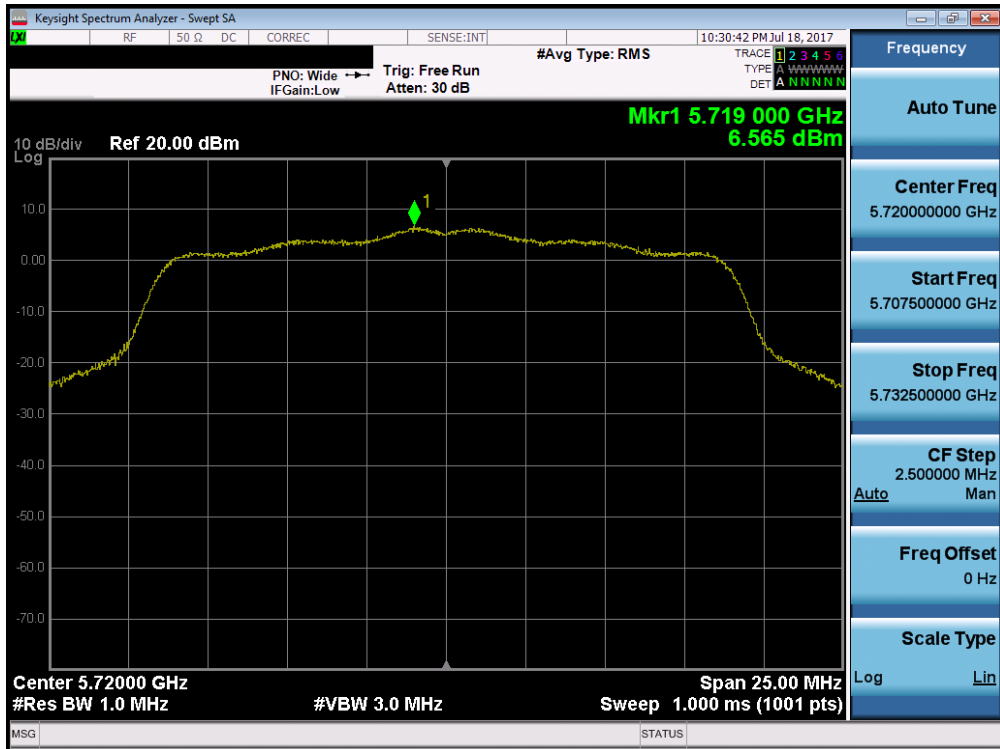 Keysight Spectrum Analyzer - Swept SA
LXI RF 50 Ω DC CORREC SENSE:INT 10:30:42 PM Jul 18, 2017
PNO: Wide
IFGain:Low
Trig: Free Run
Atten: 30 dB
#Avg Type: RMS
TRACE 1 2 3 4 5 6
TYPE A WWWWW
DET A N N N N N
Mkr1 5.719 000 GHz
6.565 dBm
10 dB/div
Log
Ref 20.00 dBm
1
10.0
0.00
-10.0
-20.0
-30.0
-40.0
-50.0
-60.0
-70.0
Center 5.72000 GHz
Span 25.00 MHz
#Res BW 1.0 MHz
#VBW 3.0 MHz
Sweep 1.000 ms (1001 pts)
MSG
STATUS
Frequency
Auto Tune
Center Freq
5.720000000 GHz
Start Freq
5.707500000 GHz
Stop Freq
5.732500000 GHz
CF Step
2.500000 MHz
Auto Man
Freq Offset
0 Hz
Scale Type
Log Lin